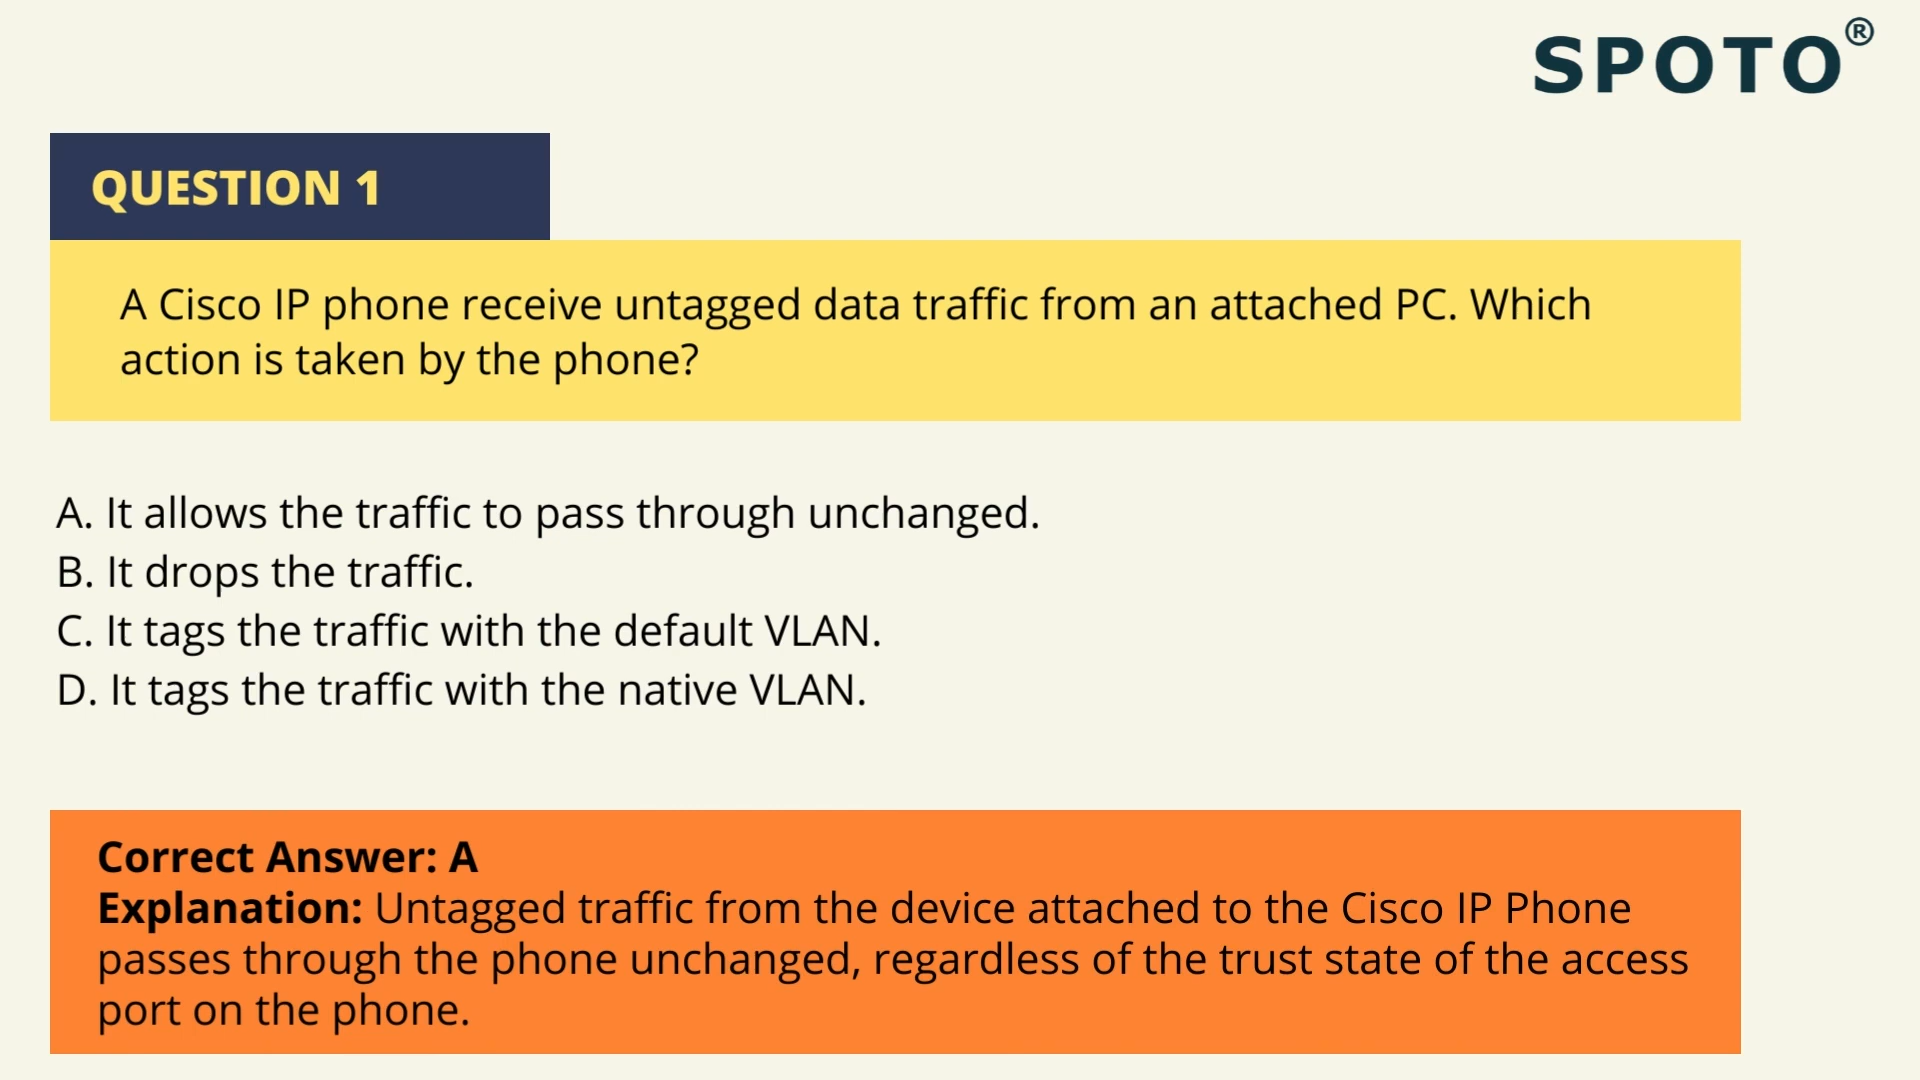 SPOTO®
QUESTION 1
A Cisco IP phone receive untagged data traffic from an attached PC. Which
action is taken by the phone?
A. It allows the traffic to pass through unchanged.
B. It drops the traffic.
C. It tags the traffic with the default VLAN.
D. It tags the traffic with the native VLAN.
Correct Answer: A
Explanation: Untagged traffic from the device attached to the Cisco IP Phone
passes through the phone unchanged, regardless of the trust state of the access
port on the phone.